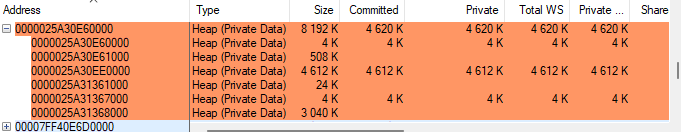 Address Type Size Committed Private Total WS Private ... Share
0000025A30E60000 Heap (Private Data) 8 192 K 4 620 K 4 620 K 4 620 K 4 620 K
0000025A30E60000 Heap (Private Data) 4 K 4 K 4 K 4 K 4 K
0000025A30E61000 Heap (Private Data) 508 K
0000025A30EE0000 Heap (Private Data) 4 612 K 4 612 K 4 612 K 4 612 K 4 612 K
0000025A31361000 Heap (Private Data) 24 K
0000025A31367000 Heap (Private Data) 4 K 4 K 4 K 4 K 4 K
0000025A31368000 Heap (Private Data) 3 040 K
00007FF40E6D0000